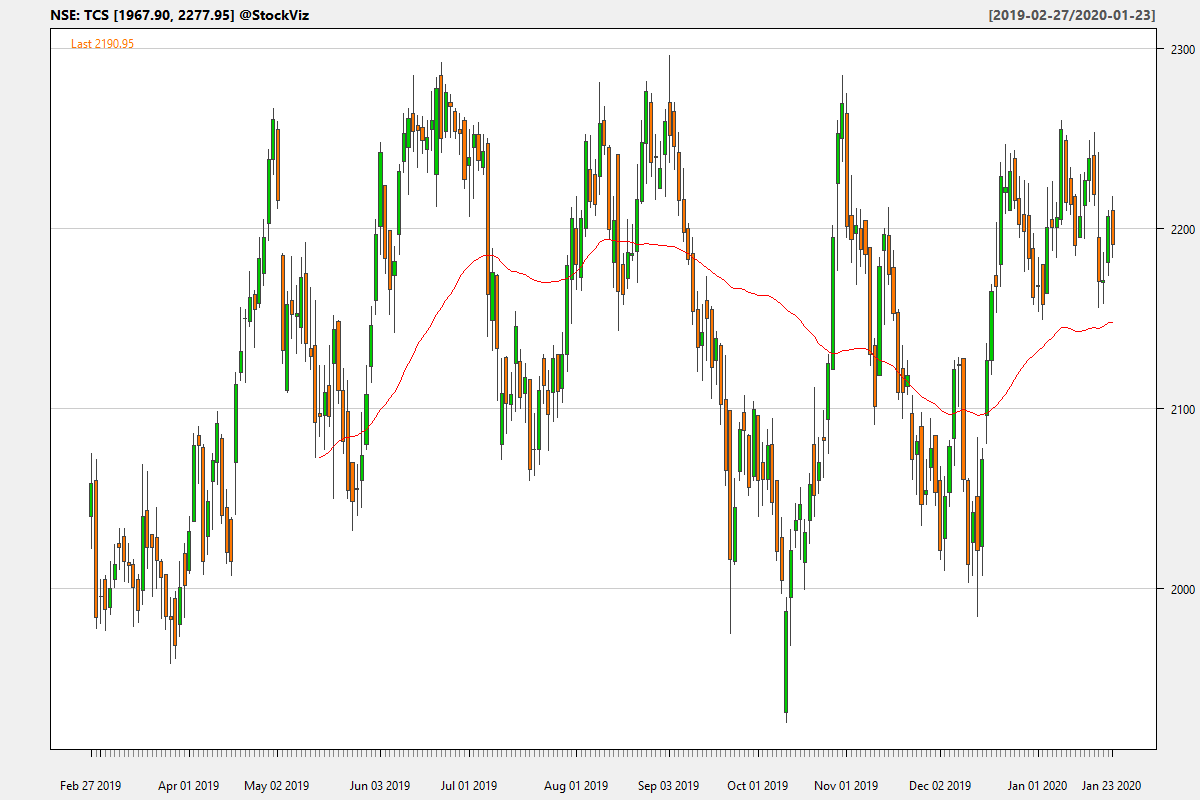 NSE: TCS [1967.90, 2277.95] @StockViz [2019-02-27/2020-01-23]
Last 2190.95
2300
2200
2100
2000
Feb 27 2019 Apr 01 2019 May 02 2019 Jun 03 2019 Jul 01 2019 Aug 01 2019 Sep 03 2019 Oct 01 2019 Nov 01 2019 Dec 02 2019 Jan 01 2020 Jan 23 2020